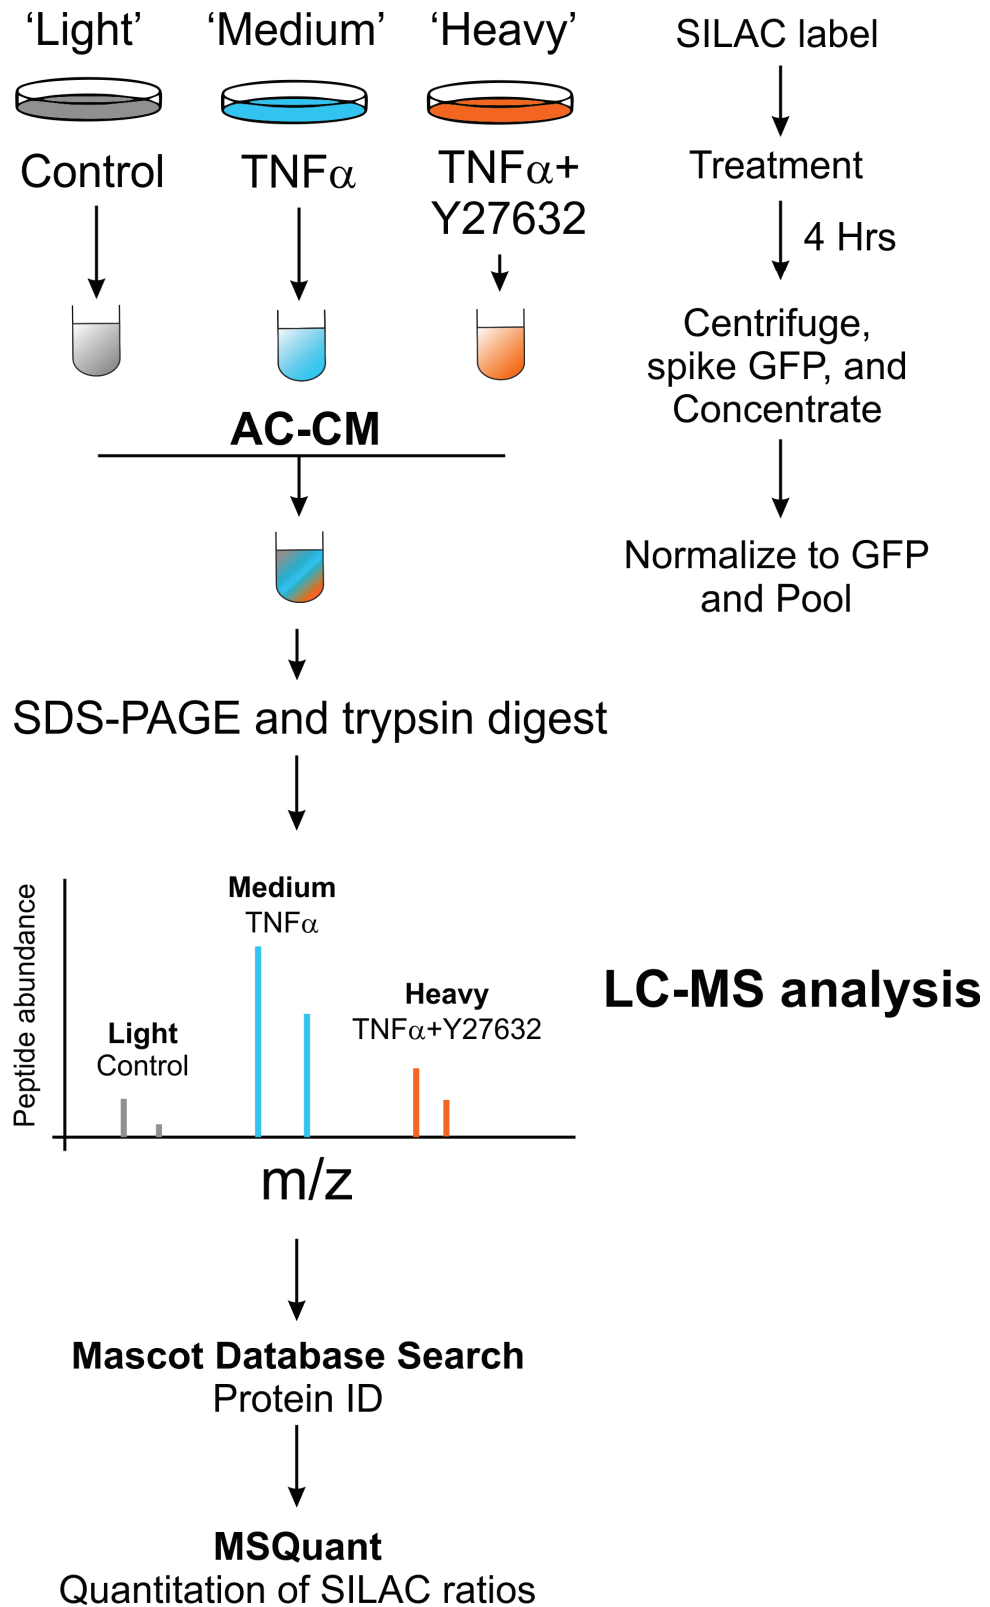 ‘Light’
‘Medium’
‘Heavy’
SILAC label
Control
TNFα
TNFα+
Y27632
Treatment
4 Hrs
Centrifuge,
spike GFP, and
Concentrate
AC-CM
Normalize to GFP
and Pool
SDS-PAGE and trypsin digest
Peptide abundance
Light
Control
Medium
TNFα
Heavy
TNFα+Y27632
m/z
LC-MS analysis
Mascot Database Search
Protein ID
MSQuant
Quantitation of SILAC ratios